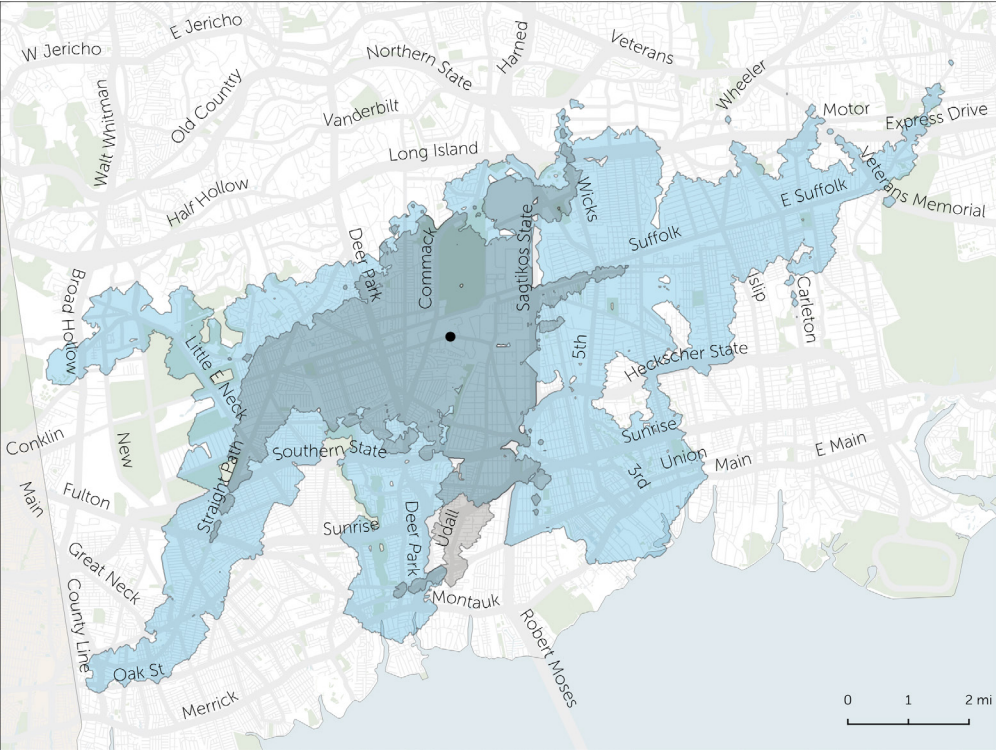 E Jericho
W Jericho
Northern State
Harned
Veterans
Wheeler
Walt Whitman
Old Country
Vanderbilt
Motor
Express Drive
Long Island
Half Hollow
Wicks
E Suffolk
Veterans Memorial
Deer Park
Commack
Sagtikos State
Suffolk
Broad Hollow
Islip
Carleton
Little E Neck
5th
Heckscher State
Conklin
New
Straight Path
Southern State
Sunrise
3rd
Union
Main
E Main
Main
Fulton
Sunrise
Deer Park
Udall
Great Neck
County Line
Montauk
Robert Moses
Oak St
Merrick
0 1 2 mi